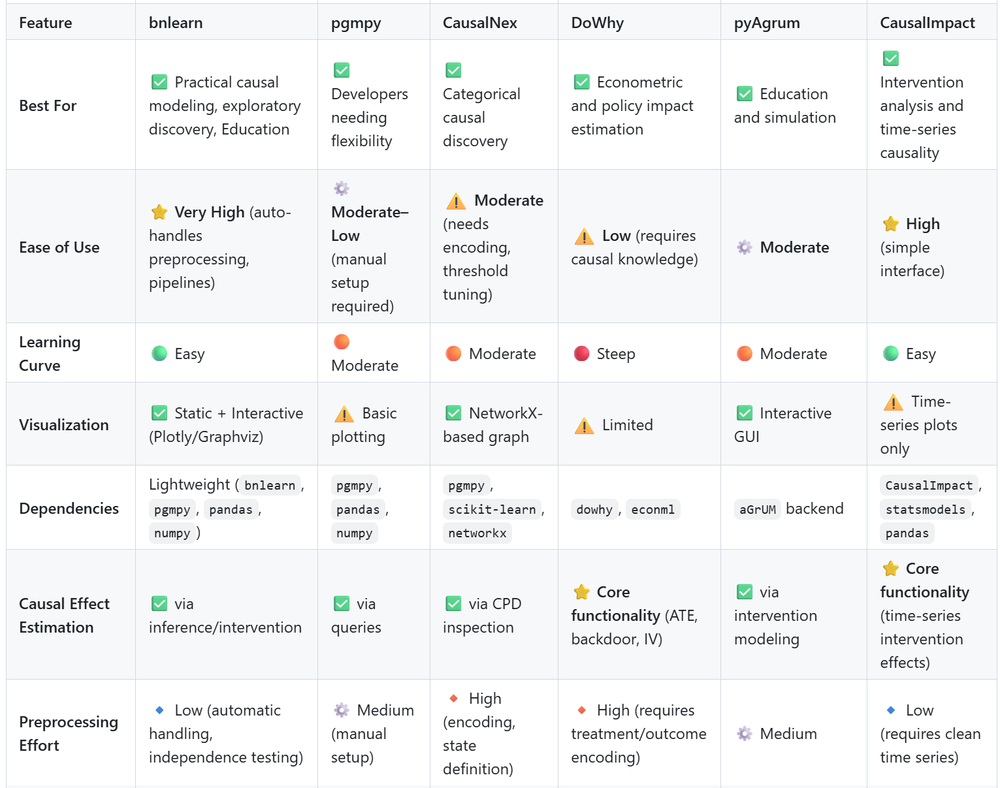 Feature
bnlearn
pgmpy
CausalNex
DoWhy
pyAgrum
CausalImpact
Best For
✅ Practical causal
modeling, exploratory
discovery, Education
✅
Developers
needing
flexibility
✅
Categorical
causal
discovery
✅ Econometric
and policy impact
estimation
✅ Education
and simulation
✅
Intervention
analysis and
time-series
causality
Ease of Use
⭐ Very High (auto-
handles
preprocessing,
pipelines)
⚙️
Moderate–
Low
(manual
setup
required)
⚠️ Moderate
(needs
encoding,
threshold
tuning)
⚠️ Low (requires
causal knowledge)
⚙️ Moderate
⭐ High
(simple
interface)
Learning
Curve
🟢 Easy
🟠
Moderate
🟠 Moderate
🔴 Steep
🟠 Moderate
🟢 Easy
Visualization
✅ Static + Interactive
(Plotly/Graphviz)
⚠️ Basic
plotting
✅ NetworkX-
based graph
⚠️ Limited
✅ Interactive
GUI
⚠️ Time-
series plots
only
Dependencies
Lightweight (bnlearn,
pgmpy, pandas,
numpy)
pgmpy,
pandas,
numpy
pgmpy,
scikit-learn,
networkx
dowhy, econml
aGrUM backend
CausalImpact,
statsmodels,
pandas
Causal Effect
Estimation
✅ via
inference/intervention
✅ via
queries
✅ via CPD
inspection
⭐ Core
functionality (ATE,
backdoor, IV)
✅ via
intervention
modeling
⭐ Core
functionality
(time-series
intervention
effects)
Preprocessing
Effort
🔹 Low (automatic
handling,
independence testing)
⚙️ Medium
(manual
setup)
🔸 High
(encoding,
state
definition)
🔸 High (requires
treatment/outcome
encoding)
⚙️ Medium
🔹 Low
(requires clean
time series)